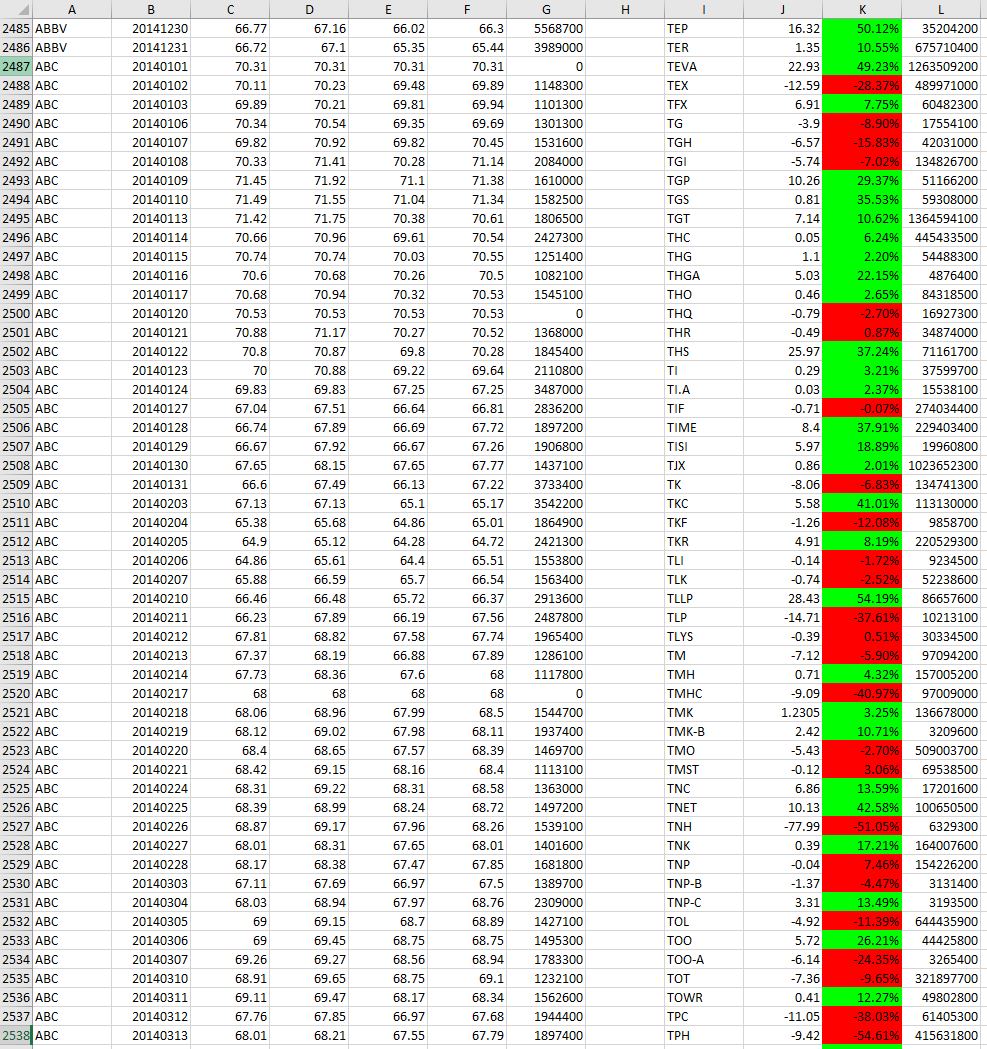 A B C D E F G H I J K L
2485 ABBV 20141230 66.77 67.16 66.02 66.3 5568700 TEP 16.32 50.12% 35204200
2486 ABBV 20141231 66.72 67.1 65.35 65.44 3989000 TER 1.35 10.55% 675710400
2487 ABC 20140101 70.31 70.31 70.31 70.31 0 TEVA 22.93 49.23% 1263509200
2488 ABC 20140102 70.11 70.23 69.48 69.89 1148300 TEX -12.59 -28.37% 489971000
2489 ABC 20140103 69.89 70.21 69.81 69.94 1101300 TFX 6.91 7.75% 60482300
2490 ABC 20140106 70.34 70.54 69.35 69.69 1301300 TG -3.9 -8.90% 17554100
2491 ABC 20140107 69.82 70.92 69.82 70.45 1531600 TGH -6.57 -15.83% 42031000
2492 ABC 20140108 70.33 71.41 70.28 71.14 2084000 TGI -5.74 -7.02% 134826700
2493 ABC 20140109 71.45 71.92 71.1 71.38 1610000 TGP 10.26 29.37% 51166200
2494 ABC 20140110 71.49 71.55 71.04 71.34 1582500 TGS 0.81 35.53% 59308000
2495 ABC 20140113 71.42 71.75 70.38 70.61 1806500 TGT 7.14 10.62% 1364594100
2496 ABC 20140114 70.66 70.96 69.61 70.54 2427300 THC 0.05 6.24% 445433500
2497 ABC 20140115 70.74 70.74 70.03 70.55 1251400 THG 1.1 2.20% 54488300
2498 ABC 20140116 70.6 70.68 70.26 70.5 1082100 THGA 5.03 22.15% 4876400
2499 ABC 20140117 70.68 70.94 70.32 70.53 1545100 THO 0.46 2.65% 84318500
2500 ABC 20140120 70.53 70.53 70.53 70.53 0 THQ -0.79 -2.70% 16927300
2501 ABC 20140121 70.88 71.17 70.27 70.52 1368000 THR -0.49 0.87% 34874000
2502 ABC 20140122 70.8 70.87 69.8 70.28 1845400 THS 25.97 37.24% 71161700
2503 ABC 20140123 70 70.88 69.22 69.64 2110800 TI 0.29 3.21% 37599700
2504 ABC 20140124 69.83 69.83 67.25 67.25 3487000 TI.A 0.03 2.37% 15538100
2505 ABC 20140127 67.04 67.51 66.64 66.81 2836200 TIF -0.71 -0.07% 274034400
2506 ABC 20140128 66.74 67.89 66.69 67.72 1897200 TIME 8.4 37.91% 229403400
2507 ABC 20140129 66.67 67.92 66.67 67.26 1906800 TISI 5.97 18.89% 19960800
2508 ABC 20140130 67.65 68.15 67.65 67.77 1437100 TJX 0.86 2.01% 1023652300
2509 ABC 20140131 66.6 67.49 66.13 67.22 3733400 TK -8.06 -6.83% 134741300
2510 ABC 20140203 67.13 67.13 65.1 65.17 3542200 TKC 5.58 41.01% 113130000
2511 ABC 20140204 65.38 65.68 64.86 65.01 1864900 TKF -1.26 -12.08% 9858700
2512 ABC 20140205 64.9 65.12 64.28 64.72 2421300 TKR 4.91 8.19% 220529300
2513 ABC 20140206 64.86 65.61 64.4 65.51 1553800 TLI -0.14 -1.72% 9234500
2514 ABC 20140207 65.88 66.59 65.7 66.54 1563400 TLK -0.74 -2.52% 52238600
2515 ABC 20140210 66.46 66.48 65.72 66.37 2913600 TLLP 28.43 54.19% 86657600
2516 ABC 20140211 66.23 67.89 66.19 67.56 2487800 TLP -14.71 -37.61% 10213100
2517 ABC 20140212 67.81 68.82 67.58 67.74 1965400 TLYS -0.39 0.51% 30334500
2518 ABC 20140213 67.37 68.19 66.88 67.89 1286100 TM -7.12 -5.90% 97094200
2519 ABC 20140214 67.73 68.36 67.6 68 1117800 TMH 0.71 4.32% 157005200
2520 ABC 20140217 68 68 68 68 0 TMHC -9.09 -40.97% 97009000
2521 ABC 20140218 68.06 68.96 67.99 68.5 1544700 TMK 1.2305 3.25% 136678000
2522 ABC 20140219 68.12 69.02 67.98 68.11 1937400 TMK-B 2.42 10.71% 3209600
2523 ABC 20140220 68.4 68.65 67.57 68.39 1469700 TMO -5.43 -2.70% 509003700
2524 ABC 20140221 68.42 69.15 68.16 68.4 1113100 TMST -0.12 3.06% 69538500
2525 ABC 20140224 68.31 69.22 68.31 68.58 1363000 TNC 6.86 13.59% 17201600
2526 ABC 20140225 68.39 68.99 68.24 68.72 1497200 TNET 10.13 42.58% 100650500
2527 ABC 20140226 68.87 69.17 67.96 68.26 1539100 TNH -77.99 -51.05% 6329300
2528 ABC 20140227 68.01 68.31 67.65 68.01 1401600 TNK 0.39 17.21% 164007600
2529 ABC 20140228 68.17 68.38 67.47 67.85 1681800 TNP -0.04 7.46% 154226200
2530 ABC 20140303 67.11 67.69 66.97 67.5 1389700 TNP-B -1.37 -4.47% 3131400
2531 ABC 20140304 68.03 68.94 67.97 68.76 2309000 TNP-C 3.31 13.49% 3193500
2532 ABC 20140305 69 69.15 68.7 68.89 1427100 TOL -4.92 -11.39% 644435900
2533 ABC 20140306 69 69.45 68.75 68.75 1495300 TOO 5.72 26.21% 44425800
2534 ABC 20140307 69.26 69.27 68.56 68.94 1783300 TOO-A -6.14 -24.35% 3265400
2535 ABC 20140310 68.91 69.65 68.75 69.1 1232100 TOT -7.36 -9.65% 321897700
2536 ABC 20140311 69.11 69.47 68.17 68.34 1562600 TOWR 0.41 12.27% 49802800
2537 ABC 20140312 67.76 67.85 66.97 67.68 1944400 TPC -11.05 -38.03% 61405300
2538 ABC 20140313 68.01 68.21 67.55 67.79 1897400 TPH -9.42 -54.61% 415631800